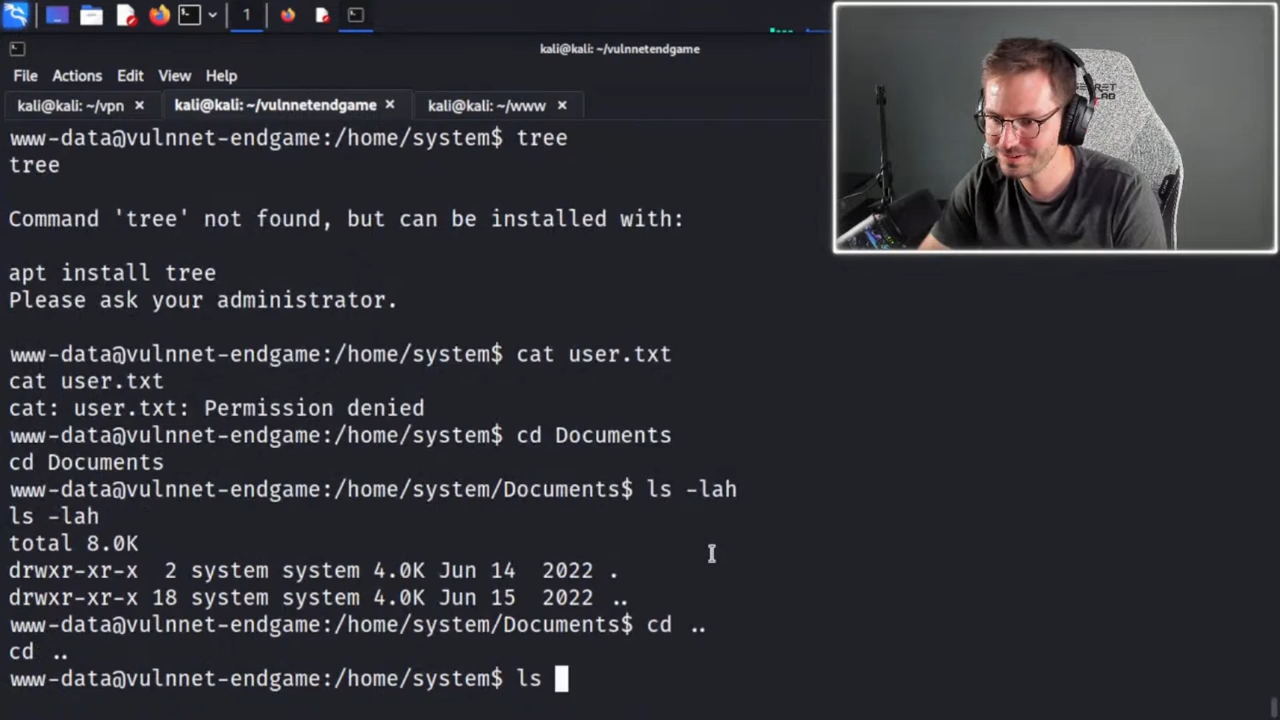 1
kali@kali: ~/vulnnetendgame
File Actions Edit View Help
kali@kali: ~/vpn × kali@kali: ~/vulnnetendgame × kali@kali: ~/www ×
www-data@vulnnet-endgame:/home/system$ tree
tree
Command 'tree' not found, but can be installed with:
apt install tree
Please ask your administrator.
www-data@vulnnet-endgame:/home/system$ cat user.txt
cat user.txt
cat: user.txt: Permission denied
www-data@vulnnet-endgame:/home/system$ cd Documents
cd Documents
www-data@vulnnet-endgame:/home/system/Documents$ ls -lah
ls -lah
total 8.0K
drwxr-xr-x  2 system system 4.0K Jun 14  2022 .
drwxr-xr-x 18 system system 4.0K Jun 15  2022 ..
www-data@vulnnet-endgame:/home/system/Documents$ cd ..
cd ..
www-data@vulnnet-endgame:/home/system$ ls